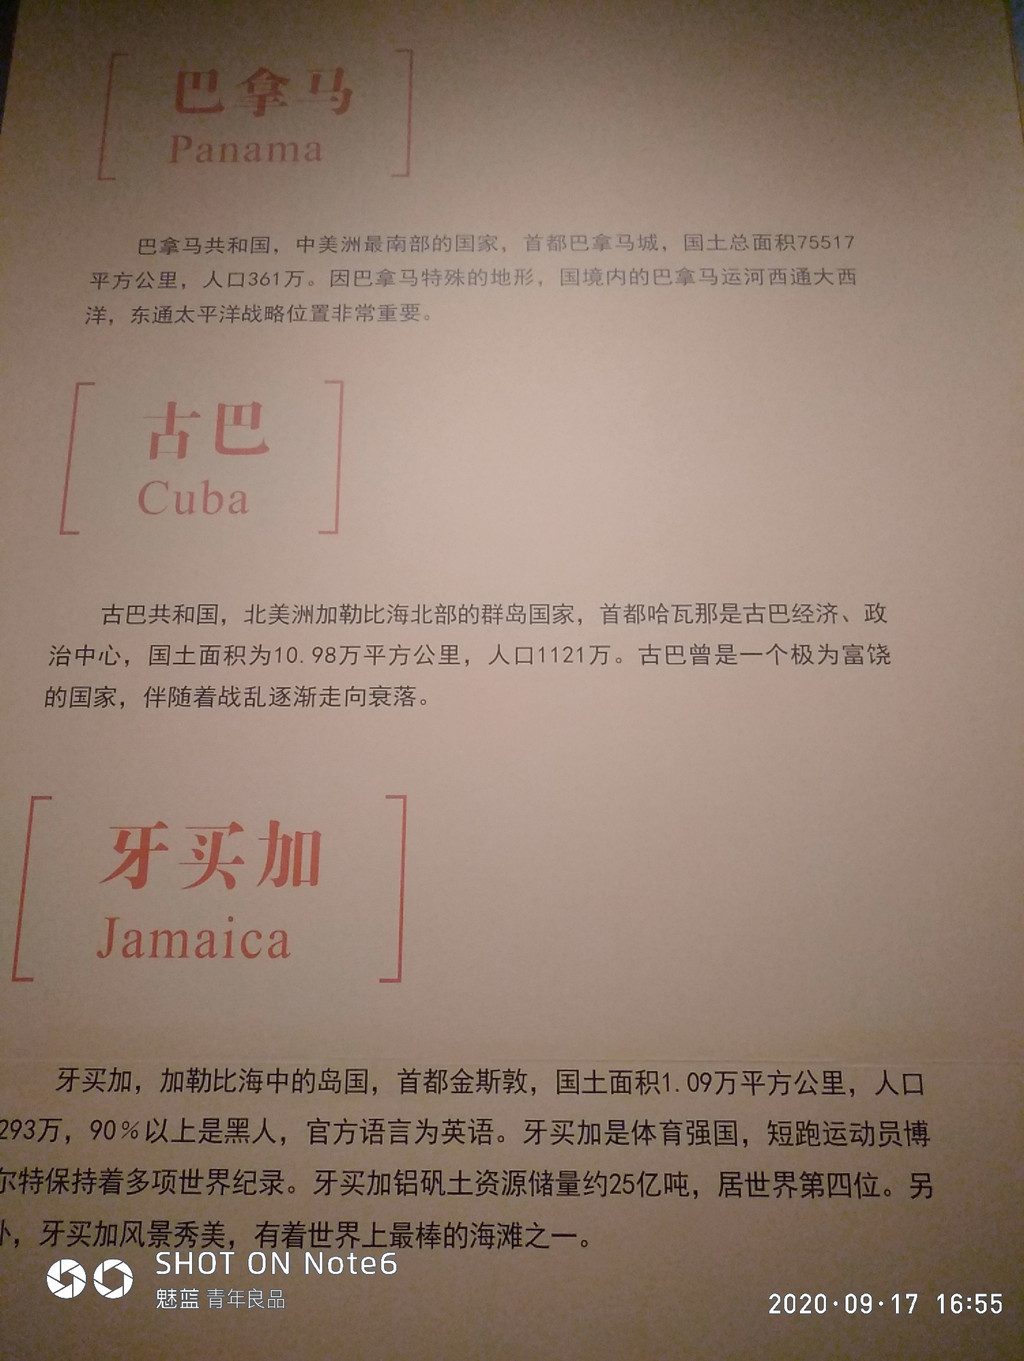 巴拿马
Panama
巴拿马共和国，中美洲最南部的国家，首都巴拿马城，国土总面积75517
平方公里，人口361万。因巴拿马特殊的地形，国境内的巴拿马运河西通大西
洋，东通太平洋战略位置非常重要。
古巴
Cuba
古巴共和国，北美洲加勒比海北部的群岛国家，首都哈瓦那是古巴经济、政
治中心，国土面积为10.98万平方公里，人口1121万。古巴曾是一个极为富饶
的国家，伴随着战乱逐渐走向衰落。
牙买加
Jamaica
牙买加，加勒比海中的岛国，首都金斯敦，国土面积1.09万平方公里，人口
293万，90%以上是黑人，官方语言为英语。牙买加是体育强国，短跑运动员博
尔特保持着多项世界纪录。牙买加铝矾土资源储量约25亿吨，居世界第四位。另
外，牙买加风景秀美，有着世界上最棒的海滩之一。
SHOT ON Note6
魅蓝 青年良品
2020·09·17 16:55